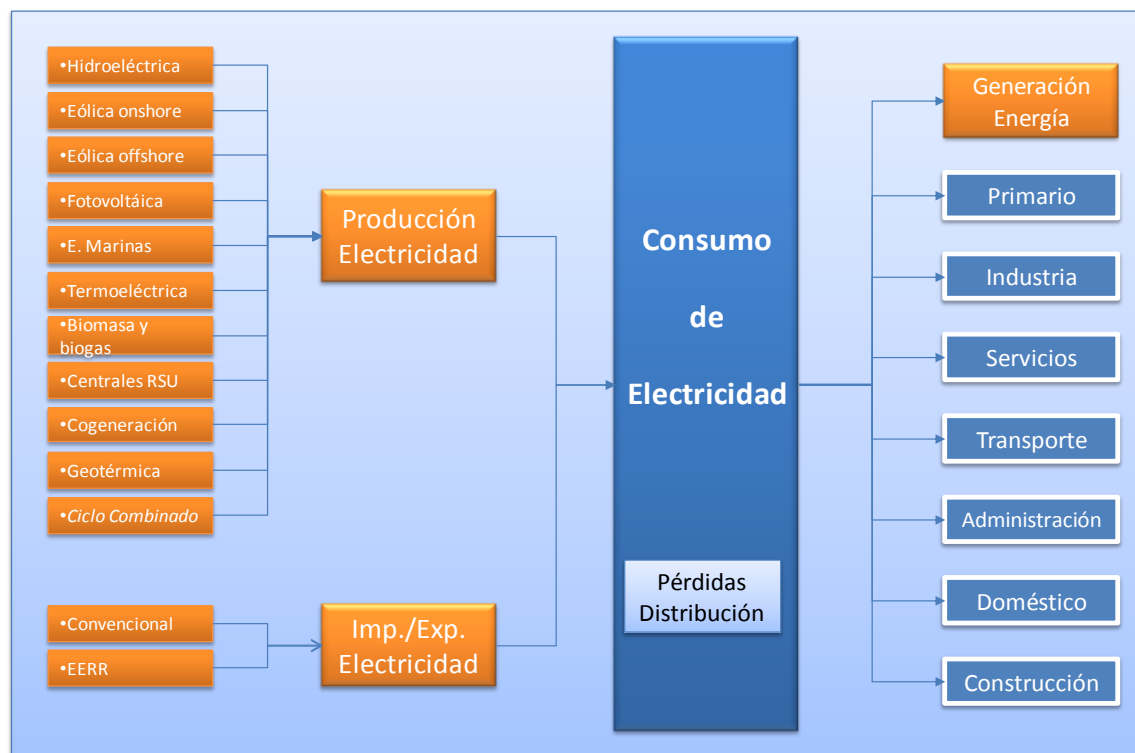 •Hidroeléctrica
•Eólica onshore
•Eólica offshore
•Fotovoltáica
•E. Marinas
•Termoeléctrica
•Biomasa y
biogas
•Centrales RSU
•Cogeneración
•Geotérmica
•Ciclo Combinado
•Convencional
•EERR
Producción
Electricidad
Imp./Exp.
Electricidad
Consumo
de
Electricidad
Pérdidas
Distribución
Generación
Energía
Primario
Industria
Servicios
Transporte
Administración
Doméstico
Construcción